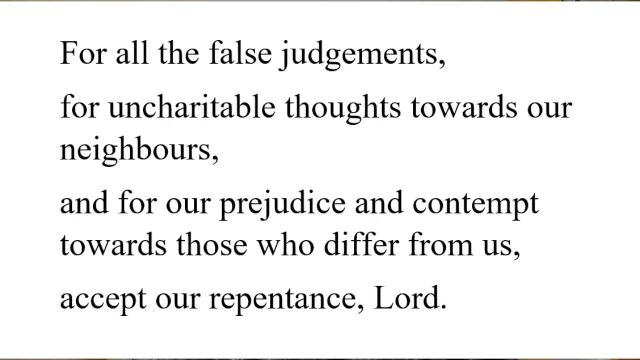 For all the false judgements,
for uncharitable thoughts towards our
neighbours,
and for our prejudice and contempt
towards those who differ from us,
accept our repentance, Lord.